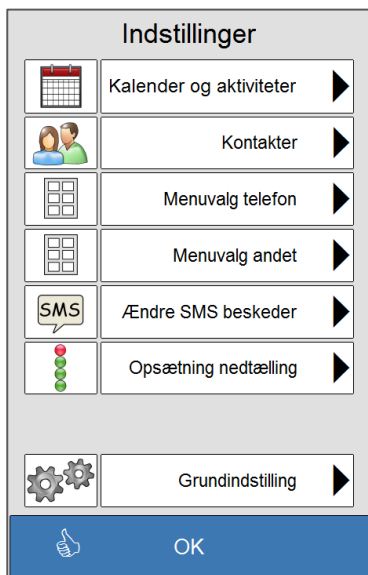 Indstillinger
Kalender og aktiviteter
Kontakter
Menuvalg telefon
Menuvalg andet
SMS
Ændre SMS beskeder
Opsætning nedtælling
Grundindstilling
OK